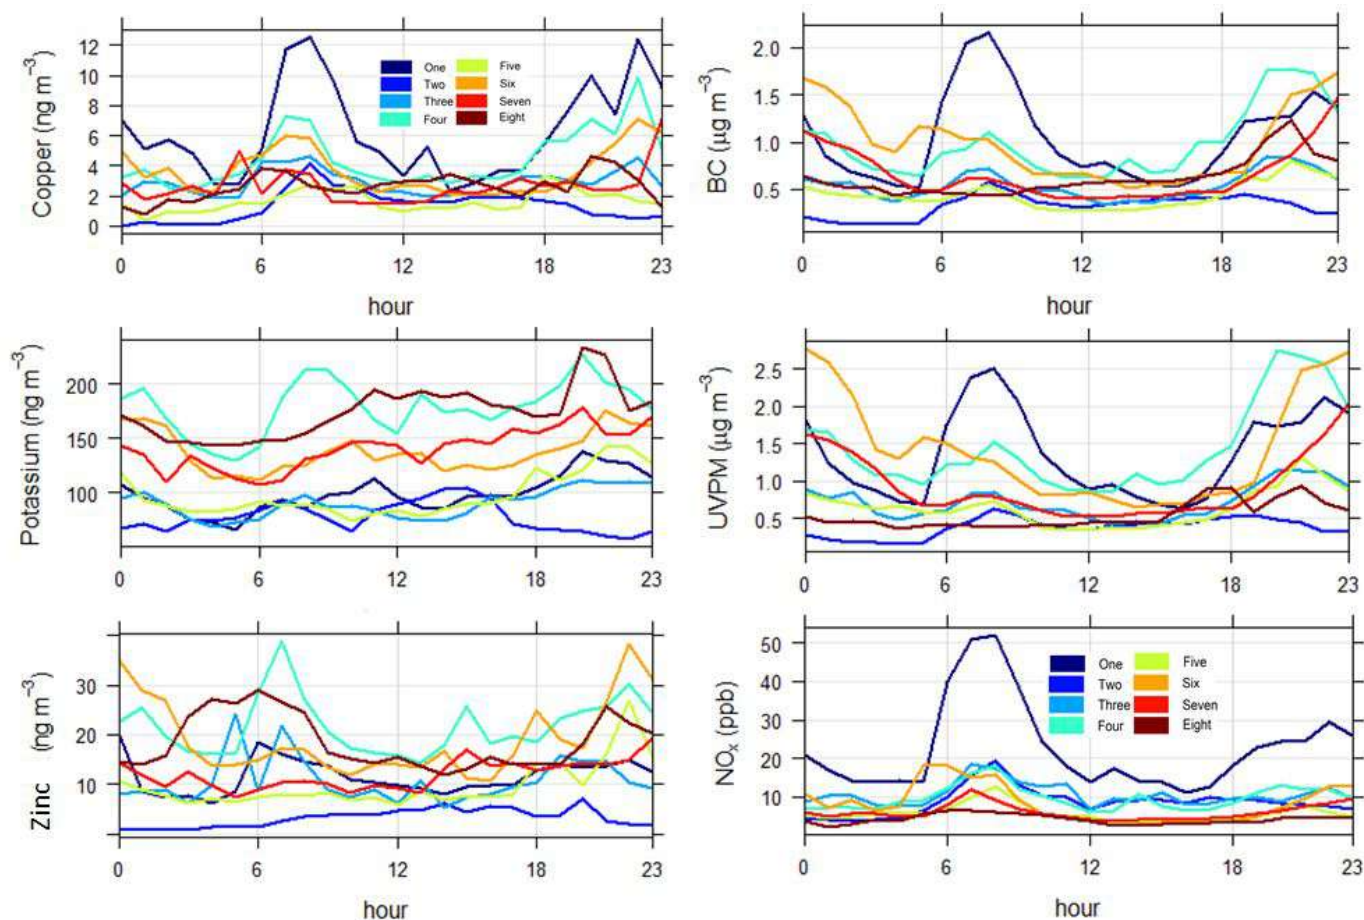 Copper (ng m⁻³)
12
10
8
6
4
2
0
One
Two
Three
Four
Five
Six
Seven
Eight
0 6 12 18 23
hour
BC (μg m⁻³)
2.0
1.5
1.0
0.5
0 6 12 18 23
hour
Potassium (ng m⁻³)
200
150
100
0 6 12 18 23
UVPM (μg m⁻³)
2.5
2.0
1.5
1.0
0.5
0 6 12 18 23
Zinc (ng m⁻³)
30
20
10
0 6 12 18 23
hour
NOₓ (ppb)
50
40
30
20
10
One
Two
Three
Four
Five
Six
Seven
Eight
0 6 12 18 23
hour